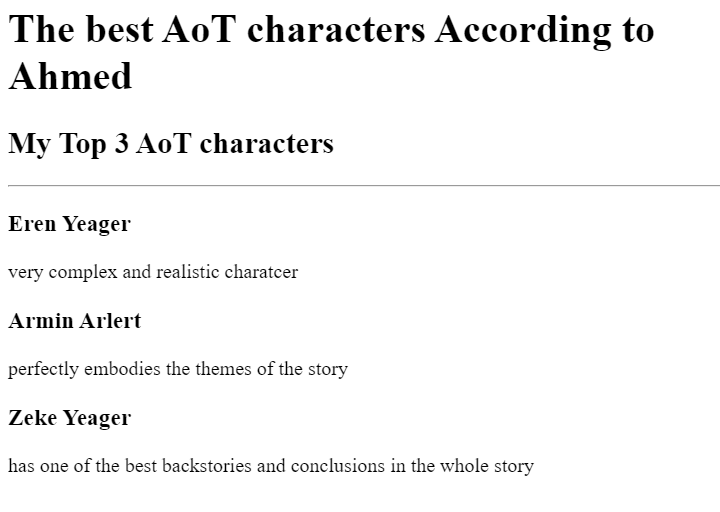 The best AoT characters According to
Ahmed
My Top 3 AoT characters
Eren Yeager
very complex and realistic charatcer
Armin Arlert
perfectly embodies the themes of the story
Zeke Yeager
has one of the best backstories and conclusions in the whole story